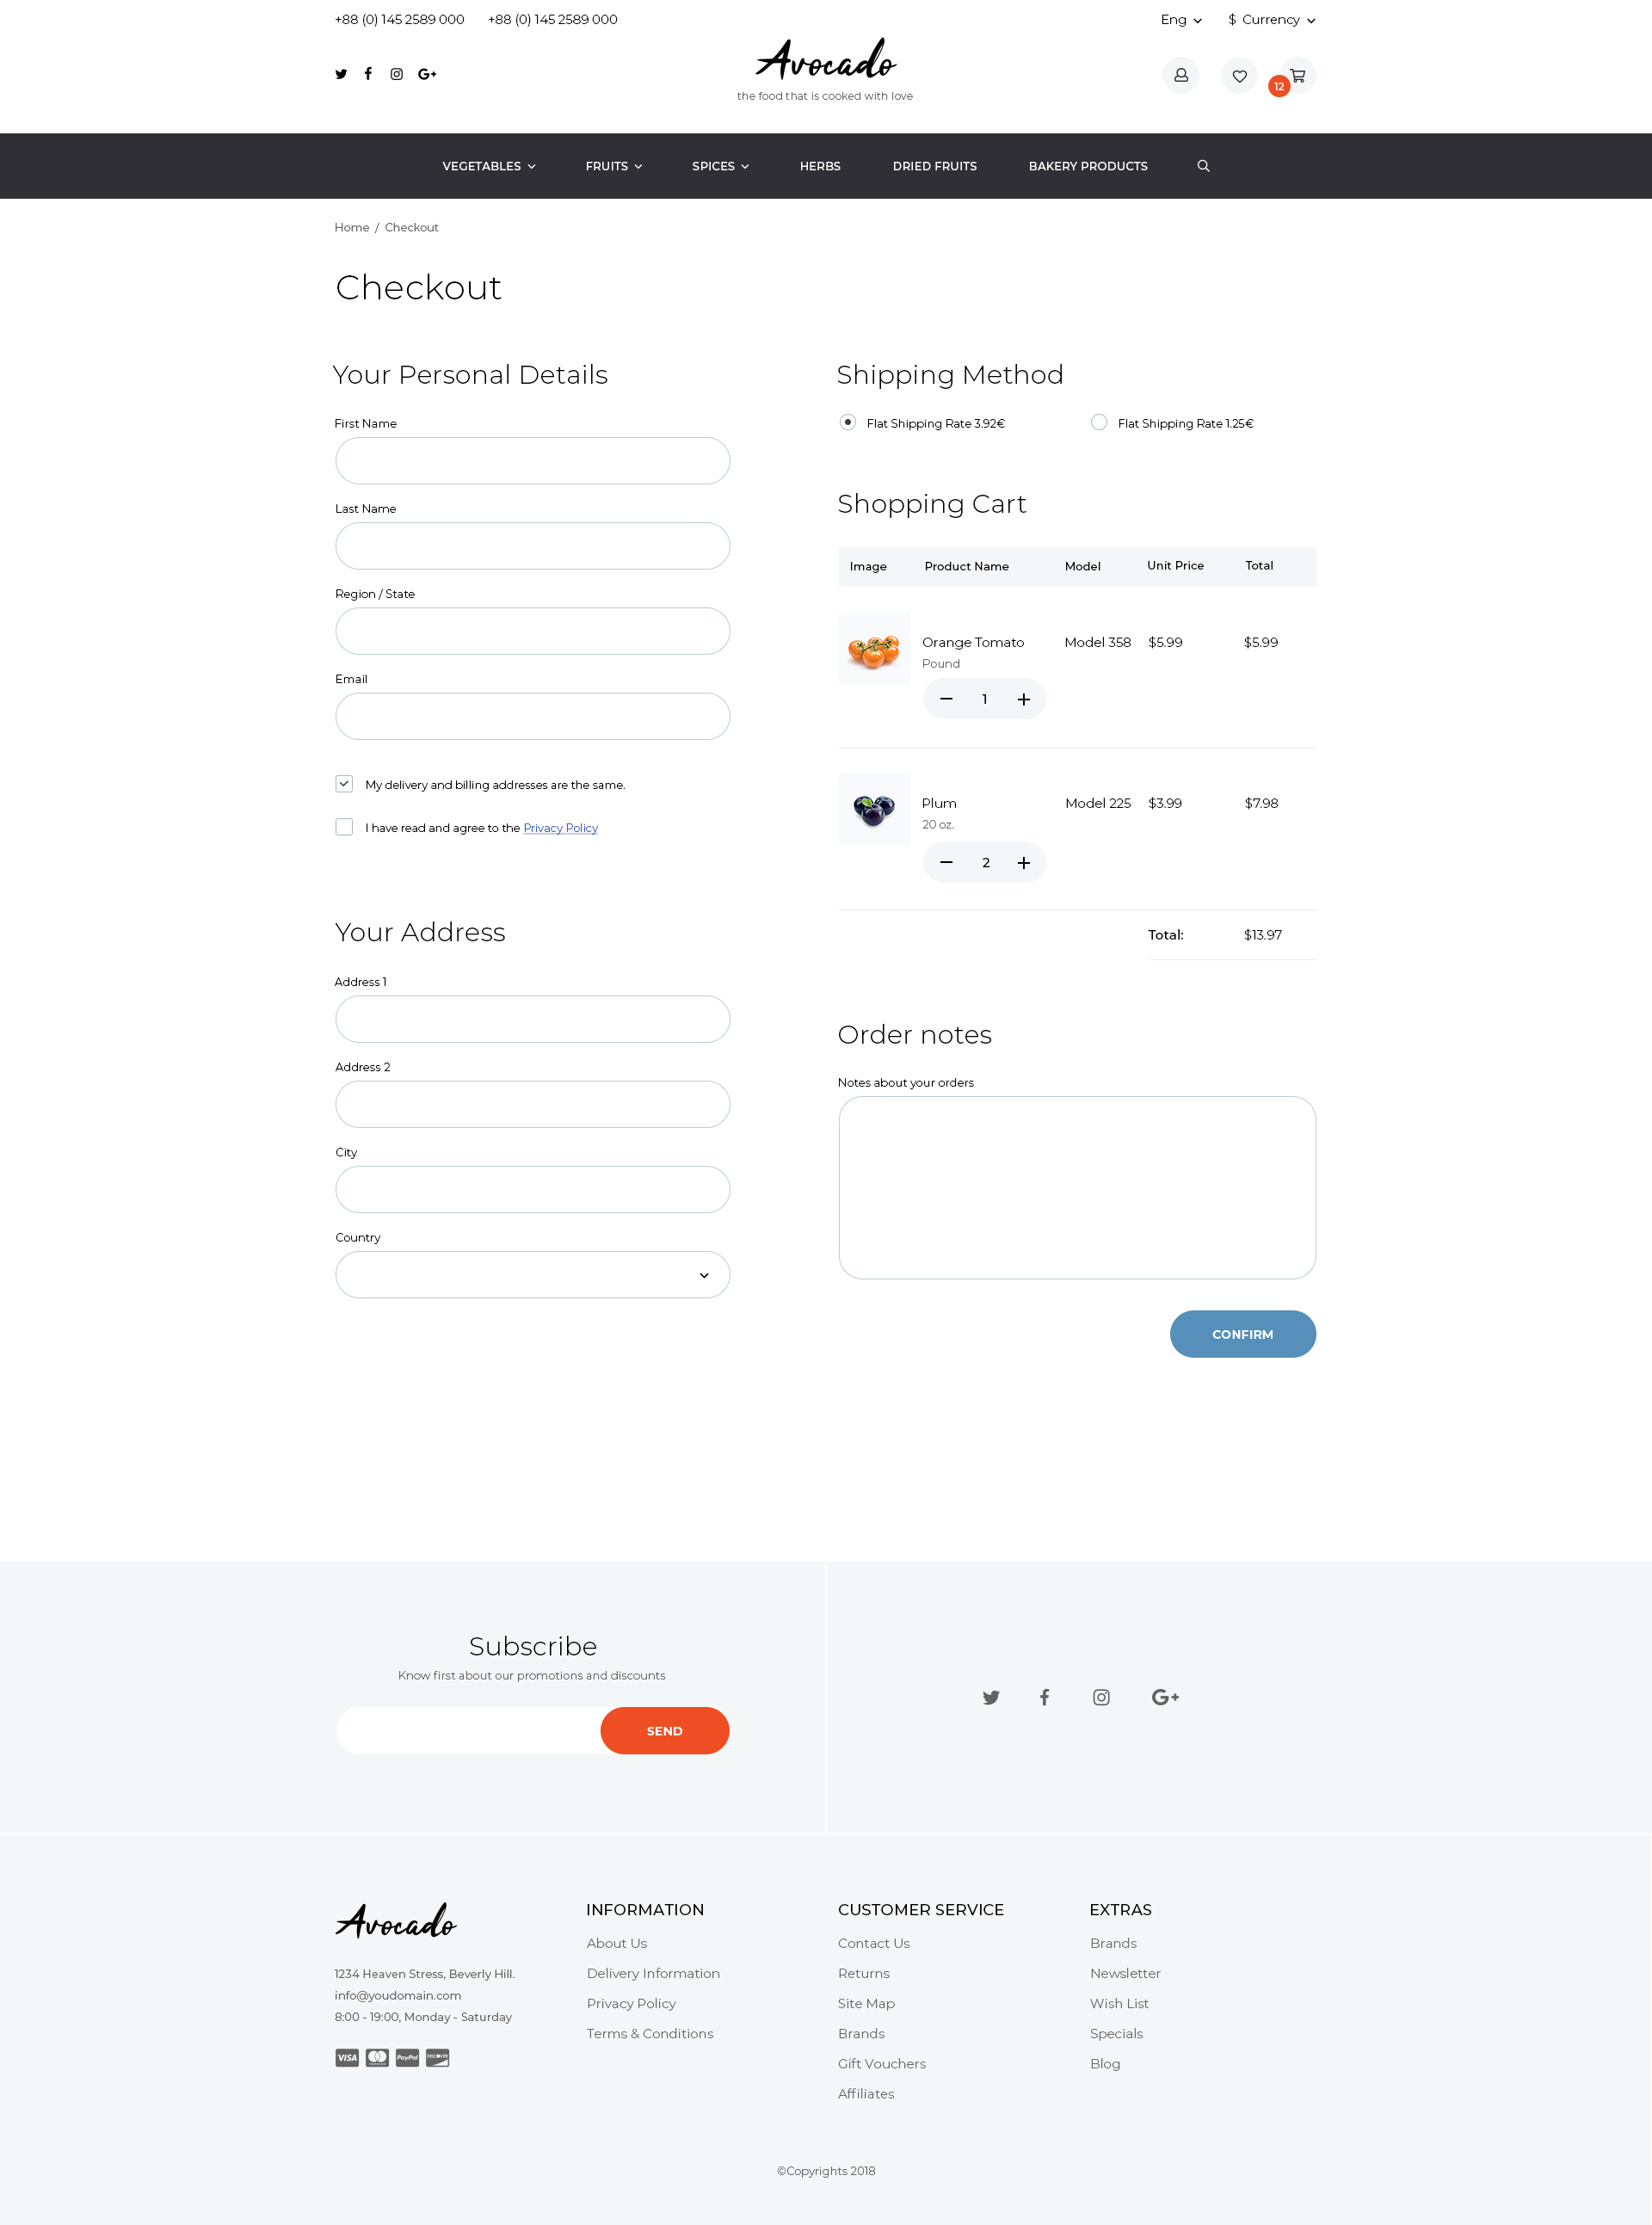 +88 (0) 145 2589 000 +88 (0) 145 2589 000 Eng $ Currency
Avocado
the food that is cooked with love
12
VEGETABLES FRUITS SPICES HERBS DRIED FRUITS BAKERY PRODUCTS
Home / Checkout
Checkout
Your Personal Details
First Name
Last Name
Region / State
Email
My delivery and billing addresses are the same.
I have read and agree to the Privacy Policy
Your Address
Address 1
Address 2
City
Country
Shipping Method
Flat Shipping Rate 3.92€ Flat Shipping Rate 1.25€
Shopping Cart
Image Product Name Model Unit Price Total
Orange Tomato Model 358 $5.99 $5.99
Pound
1
Plum Model 225 $3.99 $7.98
20 oz.
2
Total: $13.97
Order notes
Notes about your orders
CONFIRM
Subscribe
Know first about our promotions and discounts
SEND
Avocado
1234 Heaven Stress, Beverly Hill.
info@youdomain.com
8:00 - 19:00, Monday - Saturday
VISA PayPal DISCOVER
INFORMATION
About Us
Delivery Information
Privacy Policy
Terms & Conditions
CUSTOMER SERVICE
Contact Us
Returns
Site Map
Brands
Gift Vouchers
Affiliates
EXTRAS
Brands
Newsletter
Wish List
Specials
Blog
©Copyrights 2018